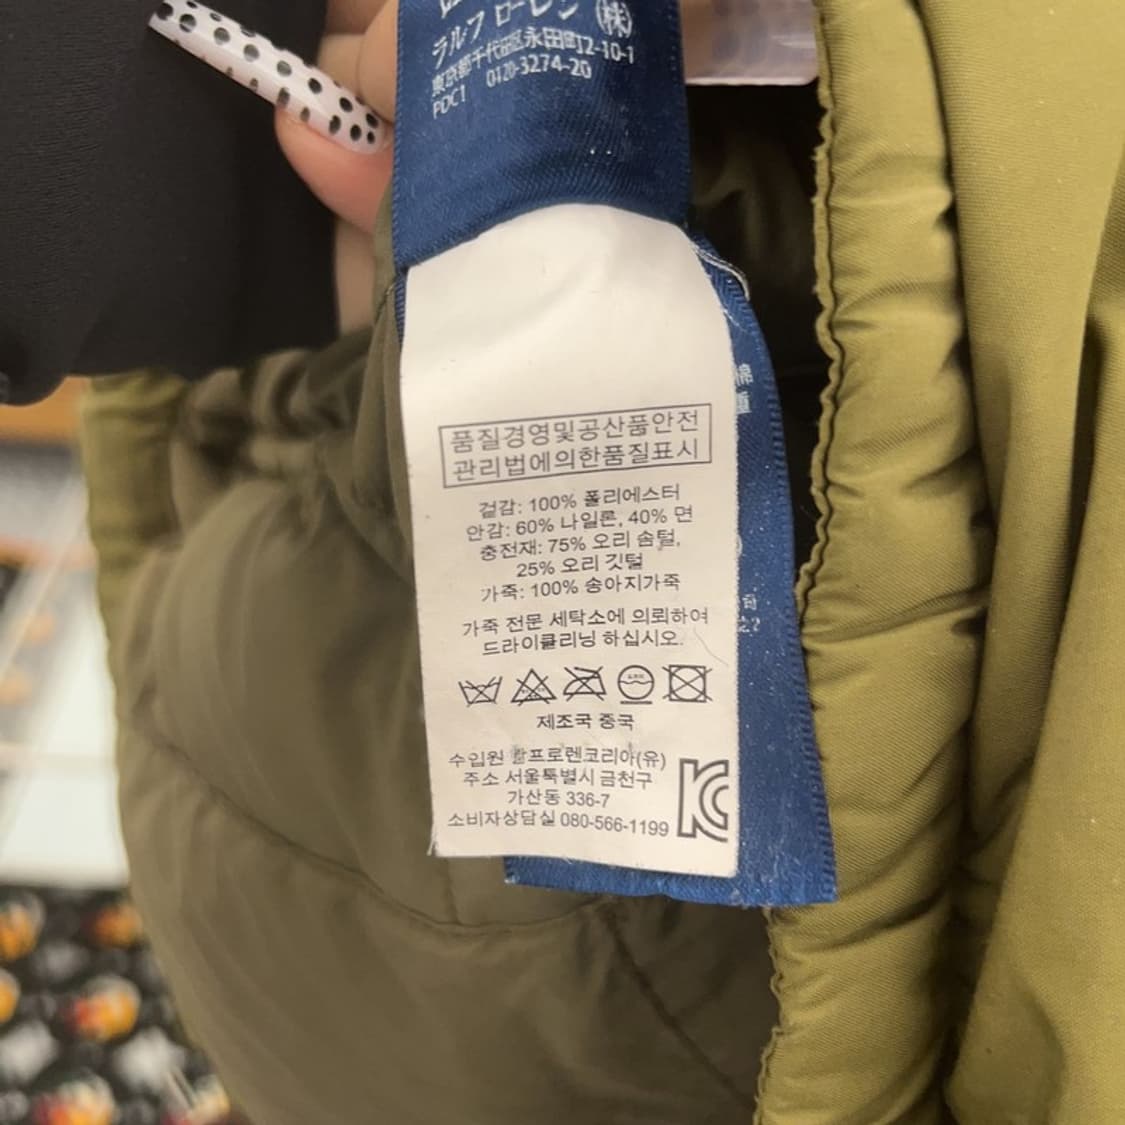 ラルフ ローレン (株)
東京都千代田区永田町2-10-1
PDC1 0120-3274-20
품질경영및공산품안전
관리법에의한품질표시
겉감: 100% 폴리에스터
안감: 60% 나일론, 40% 면
충전재: 75% 오리 솜털,
25% 오리 깃털
가죽: 100% 송아지가죽
가죽 전문 세탁소에 의뢰하여
드라이클리닝 하십시오.
제조국 중국
수입원 랄프로렌코리아(유)
주소 서울특별시 금천구
가산동 336-7
소비자상담실 080-566-1199
KC
綿